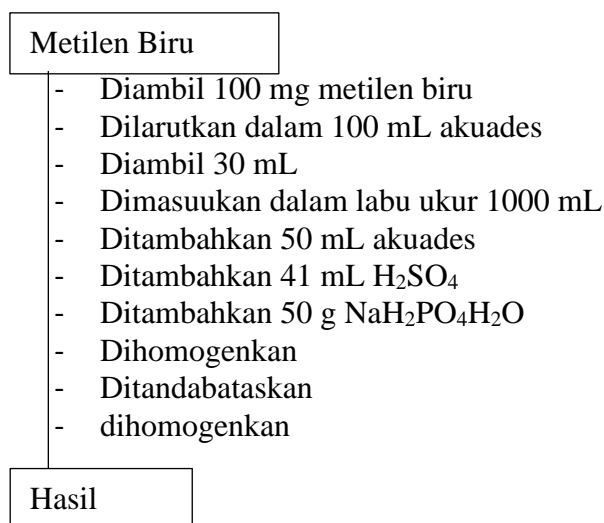 Metilen Biru
- Diambil 100 mg metilen biru
- Dilarutkan dalam 100 mL akuades
- Diambil 30 mL
- Dimasuukan dalam labu ukur 1000 mL
- Ditambahkan 50 mL akuades
- Ditambahkan 41 mL H₂SO₄
- Ditambahkan 50 g NaH₂PO₄H₂O
- Dihomogenkan
- Ditandabataskan
- dihomogenkan
Hasil